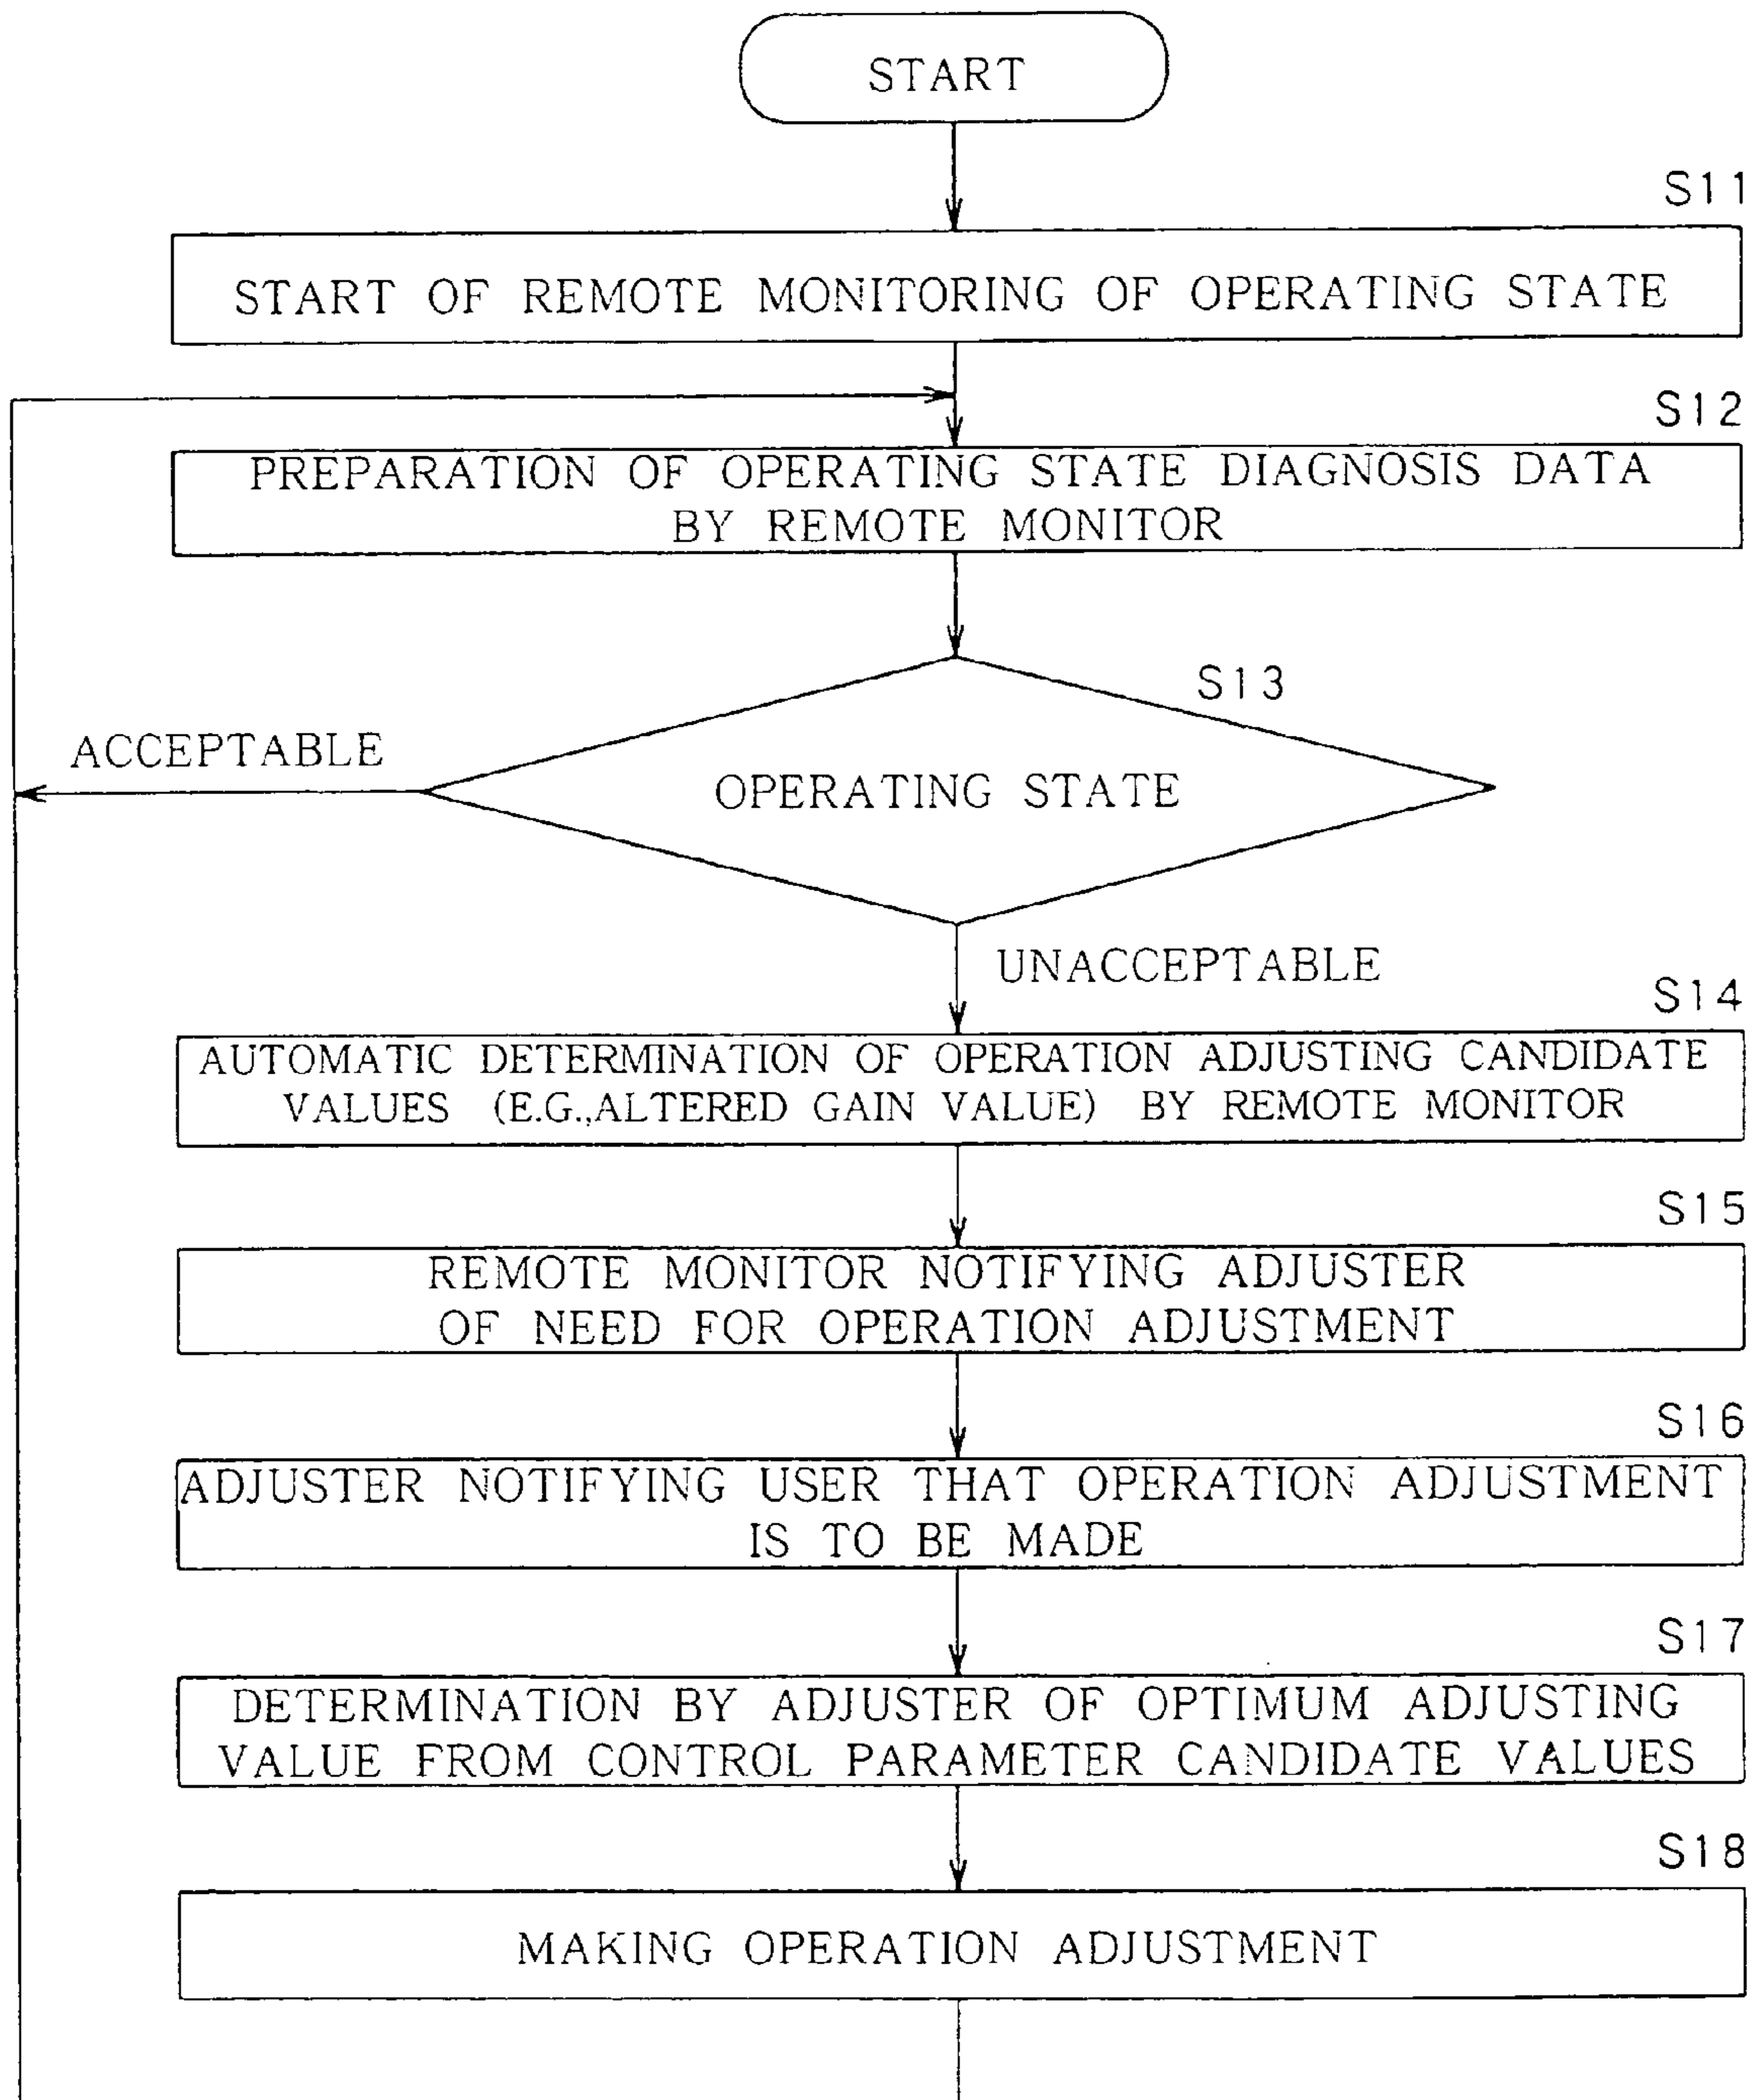 START
S11
START OF REMOTE MONITORING OF OPERATING STATE
S12
PREPARATION OF OPERATING STATE DIAGNOSIS DATA
BY REMOTE MONITOR
S13
ACCEPTABLE
OPERATING STATE
UNACCEPTABLE
S14
AUTOMATIC DETERMINATION OF OPERATION ADJUSTING CANDIDATE
VALUES (E.G.,ALTERED GAIN VALUE) BY REMOTE MONITOR
S15
REMOTE MONITOR NOTIFYING ADJUSTER
OF NEED FOR OPERATION ADJUSTMENT
S16
ADJUSTER NOTIFYING USER THAT OPERATION ADJUSTMENT
IS TO BE MADE
S17
DETERMINATION BY ADJUSTER OF OPTIMUM ADJUSTING
VALUE FROM CONTROL PARAMETER CANDIDATE VALUES
S18
MAKING OPERATION ADJUSTMENT